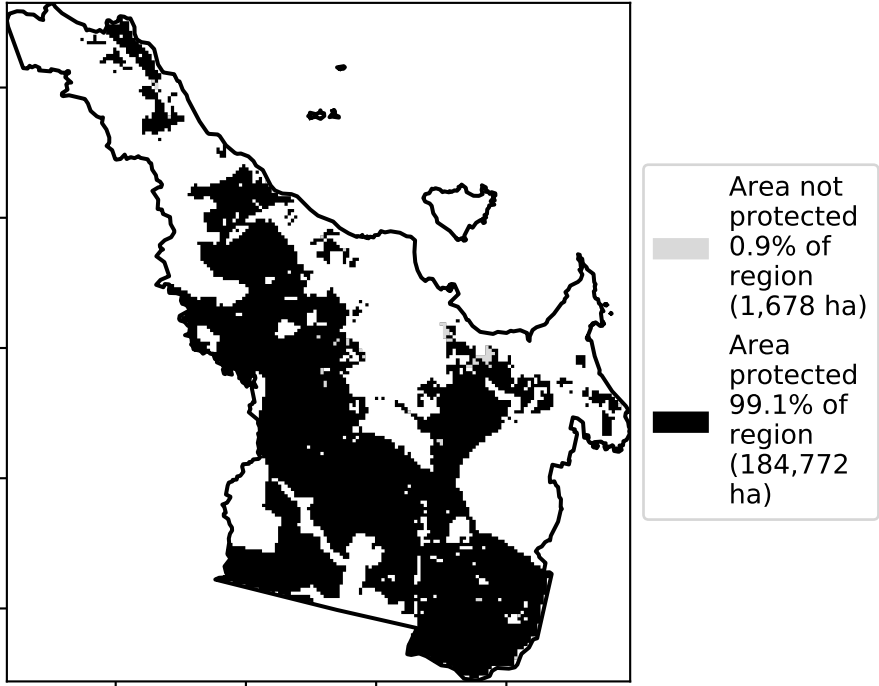 Area not
protected
0.9% of
region
(1,678 ha)
Area
protected
99.1% of
region
(184,772
ha)